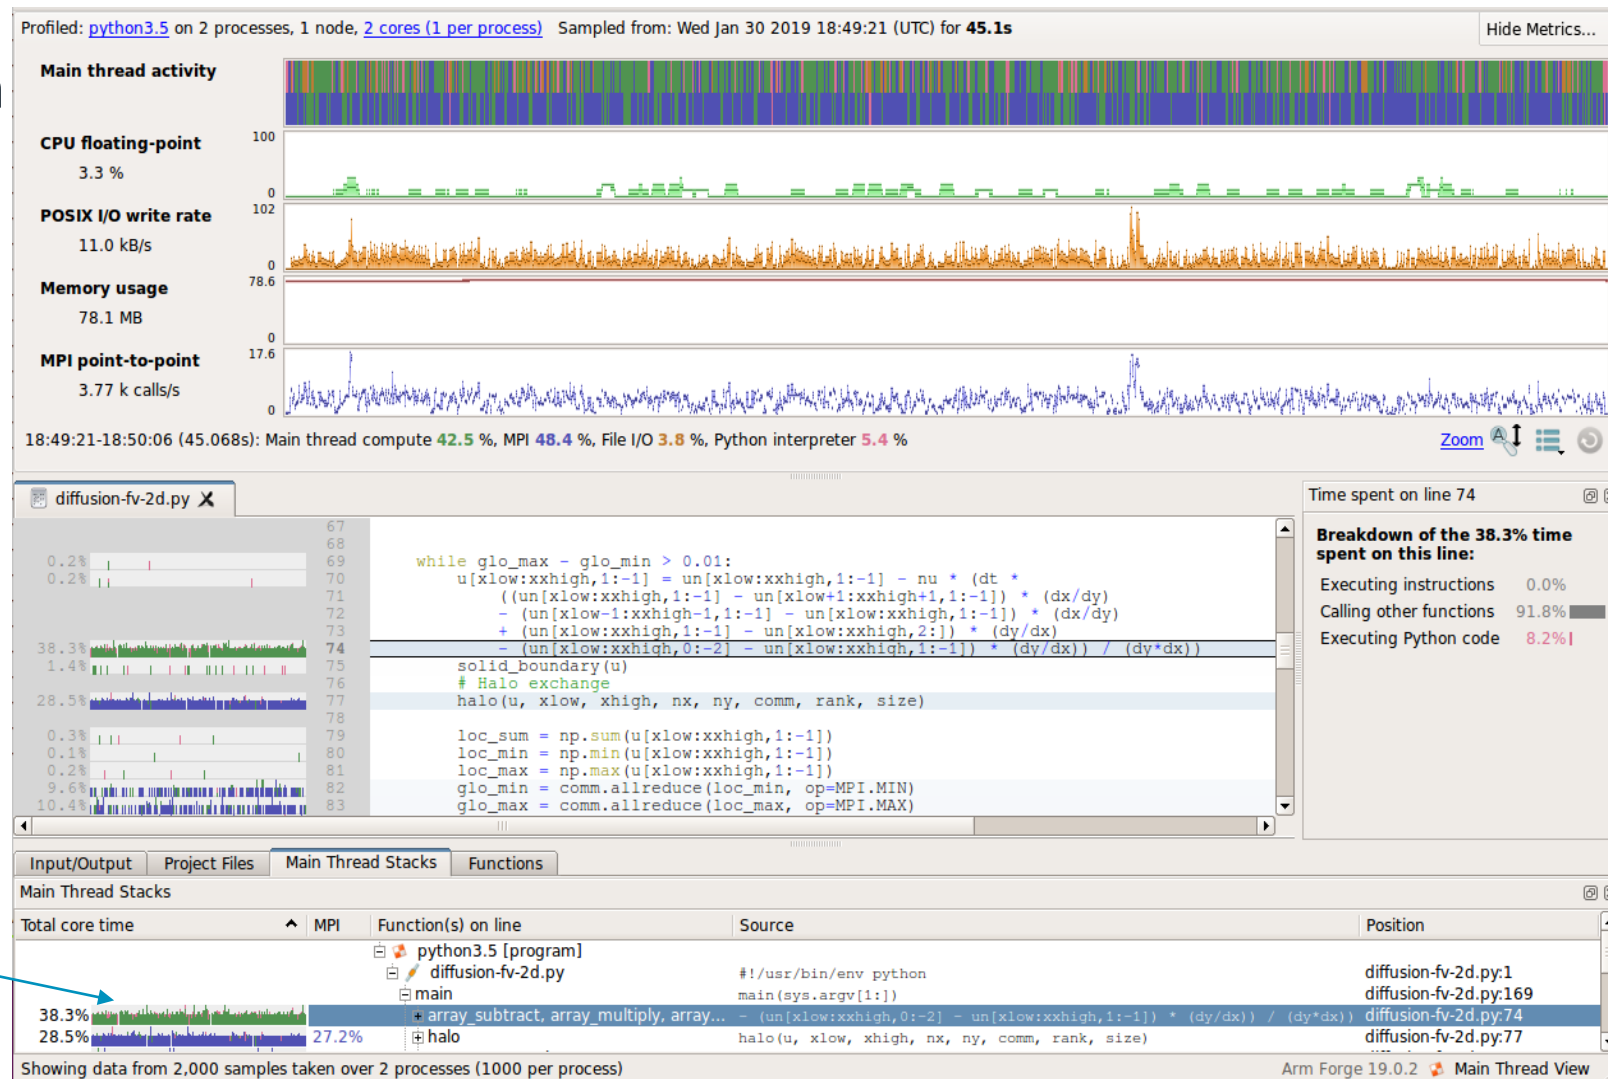 Profiled: python3.5 on 2 processes, 1 node, 2 cores (1 per process) Sampled from: Wed Jan 30 2019 18:49:21 (UTC) for 45.1s
Hide Metrics...
Main thread activity
CPU floating-point
100
3.3 %
0
POSIX I/O write rate
102
11.0 kB/s
0
Memory usage
78.6
78.1 MB
0
MPI point-to-point
17.6
3.77 k calls/s
0
18:49:21-18:50:06 (45.068s): Main thread compute 42.5 %, MPI 48.4 %, File I/O 3.8 %, Python interpreter 5.4 %
Zoom
diffusion-fv-2d.py
67
68
0.2% 69 while glo_max - glo_min > 0.01:
0.2% 70 u[xlow:xxhigh,1:-1] = un[xlow:xxhigh,1:-1] - nu * (dt *
71 ((un[xlow:xxhigh,1:-1] - un[xlow+1:xxhigh+1,1:-1]) * (dx/dy)
72 - (un[xlow-1:xxhigh-1,1:-1] - un[xlow:xxhigh,1:-1]) * (dx/dy)
73 + (un[xlow:xxhigh,1:-1] - un[xlow:xxhigh,2:]) * (dy/dx)
38.3% 74 - (un[xlow:xxhigh,0:-2] - un[xlow:xxhigh,1:-1]) * (dy/dx)) / (dy*dx))
1.4% 75 solid_boundary(u)
76 # Halo exchange
28.5% 77 halo(u, xlow, xhigh, nx, ny, comm, rank, size)
78
0.3% 79 loc_sum = np.sum(u[xlow:xxhigh,1:-1])
0.1% 80 loc_min = np.min(u[xlow:xxhigh,1:-1])
0.2% 81 loc_max = np.max(u[xlow:xxhigh,1:-1])
9.6% 82 glo_min = comm.allreduce(loc_min, op=MPI.MIN)
10.4% 83 glo_max = comm.allreduce(loc_max, op=MPI.MAX)
Time spent on line 74
Breakdown of the 38.3% time
spent on this line:
Executing instructions 0.0%
Calling other functions 91.8%
Executing Python code 8.2%
Input/Output Project Files Main Thread Stacks Functions
Main Thread Stacks
Total core time MPI Function(s) on line Source Position
python3.5 [program]
diffusion-fv-2d.py #!/usr/bin/env python diffusion-fv-2d.py:1
main main(sys.argv[1:]) diffusion-fv-2d.py:169
38.3% array_subtract, array_multiply, array... - (un[xlow:xxhigh,0:-2] - un[xlow:xxhigh,1:-1]) * (dy/dx)) / (dy*dx)) diffusion-fv-2d.py:74
28.5% 27.2% halo halo(u, xlow, xhigh, nx, ny, comm, rank, size) diffusion-fv-2d.py:77
Showing data from 2,000 samples taken over 2 processes (1000 per process)
Arm Forge 19.0.2 Main Thread View